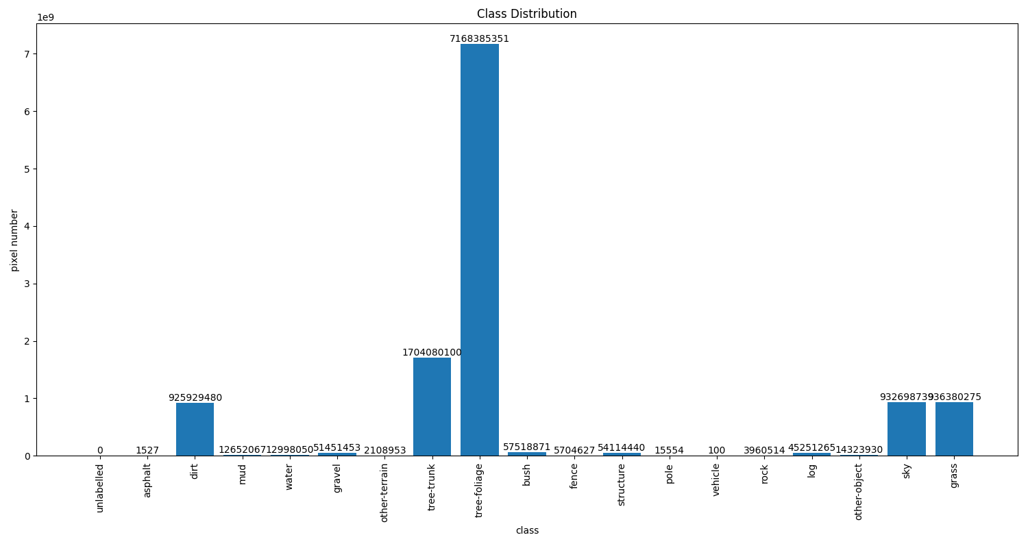 Class Distribution
1e9
7
6
5
4
3
2
1
0
pixel number
0
1527
925929480
12652067
12998050
51451453
2108953
1704080100
7168385351
57518871
5704627
54114440
15554
100
3960514
45251265
14323930
932698739
936380275
unlabelled
asphalt
dirt
mud
water
gravel
other-terrain
tree-trunk
tree-foliage
bush
fence
structure
pole
vehicle
rock
log
other-object
sky
grass
class